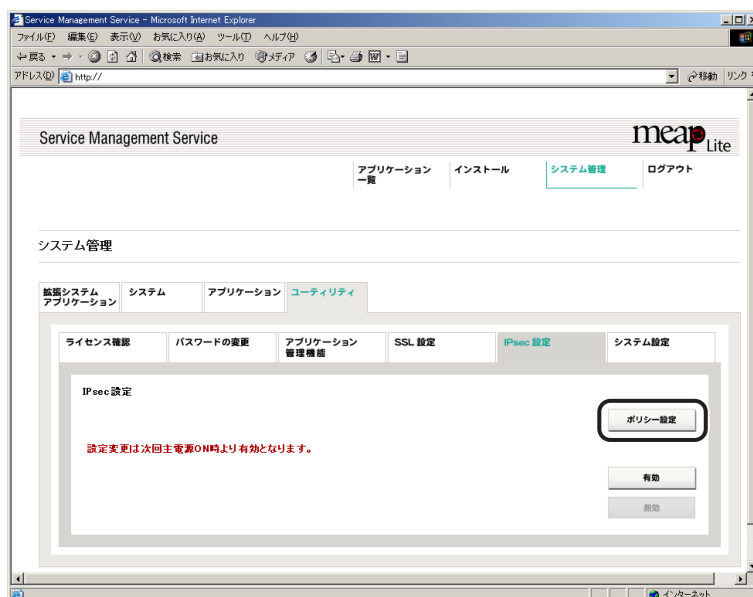 Service Management Service - Microsoft Internet Explorer
ファイル(F) 編集(E) 表示(V) お気に入り(A) ツール(T) ヘルプ(H)
戻る 検索 お気に入り メディア
アドレス(D) http:// 移動 リンク
Service Management Service meap Lite
アプリケーション一覧 インストール システム管理 ログアウト
システム管理
拡張システムアプリケーション システム アプリケーション ユーティリティ
ライセンス確認 パスワードの変更 アプリケーション管理機能 SSL 設定 IPsec 設定 システム設定
IPsec設定
ポリシー設定
設定変更は次回主電源ON時より有効となります。
有効
無効
インターネット